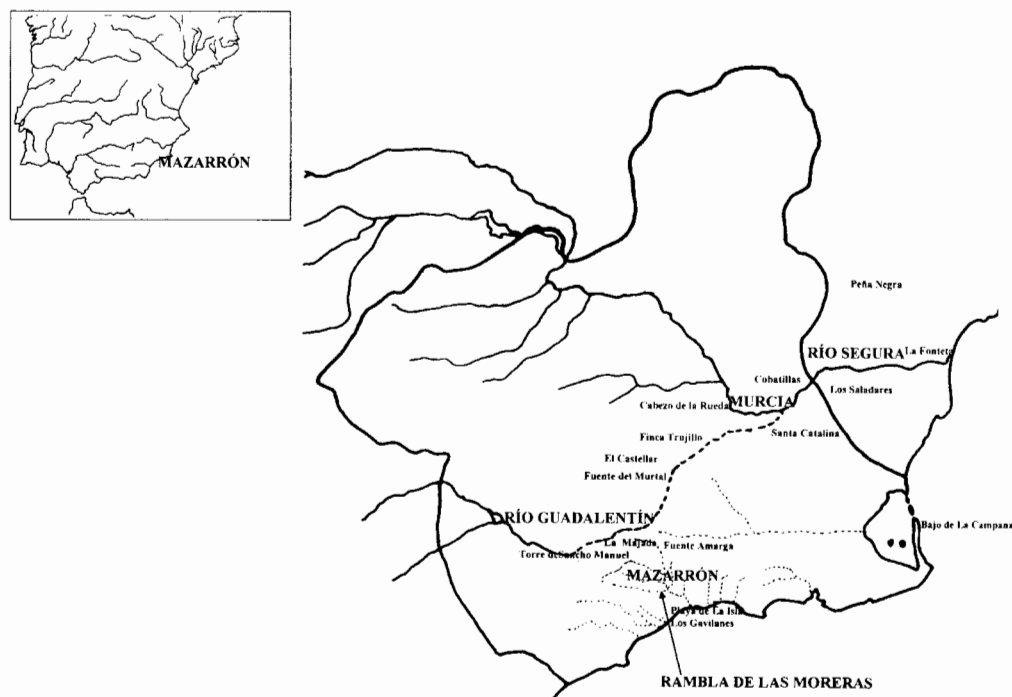 MAZARRÓN
Peña Negra
RÍO SEGURA
La Fonteta
Cobatillas
Los Saladares
Cabezo de la Rueda
MURCIA
Santa Catalina
Finca Trujillo
El Castellar
Fuente del Murtal
RÍO GUADALENTÍN
Bajo de La Campana
La Majada
Fuente Amarga
Torre de Sancho Manuel
MAZARRÓN
Playa de La Isla
Los Gavilanes
RAMBLA DE LAS MORERAS